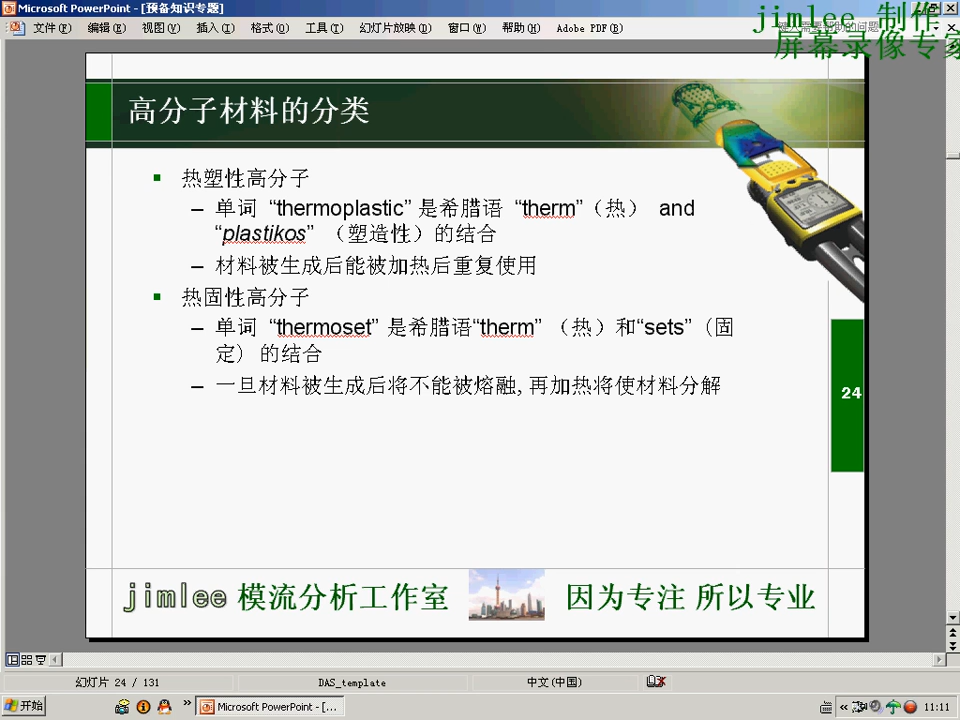 Microsoft PowerPoint - [预备知识专题]
jimlee 制作
屏幕录像专家
文件(F) 编辑(E) 视图(V) 插入(I) 格式(O) 工具(T) 幻灯片放映(D) 窗口(W) 帮助(H) Adobe PDF(B)
高分子材料的分类
热塑性高分子
– 单词 “thermoplastic” 是希腊语 “therm”（热） and
“plastikos” （塑造性）的结合
– 材料被生成后能被加热后重复使用
热固性高分子
– 单词 “thermoset” 是希腊语“therm” （热）和“sets”（固
定）的结合
– 一旦材料被生成后将不能被熔融, 再加热将使材料分解
24
jimlee 模流分析工作室 因为专注 所以专业
幻灯片 24 / 131 DAS_template 中文(中国)
开始 » Microsoft PowerPoint - [... « 11:11